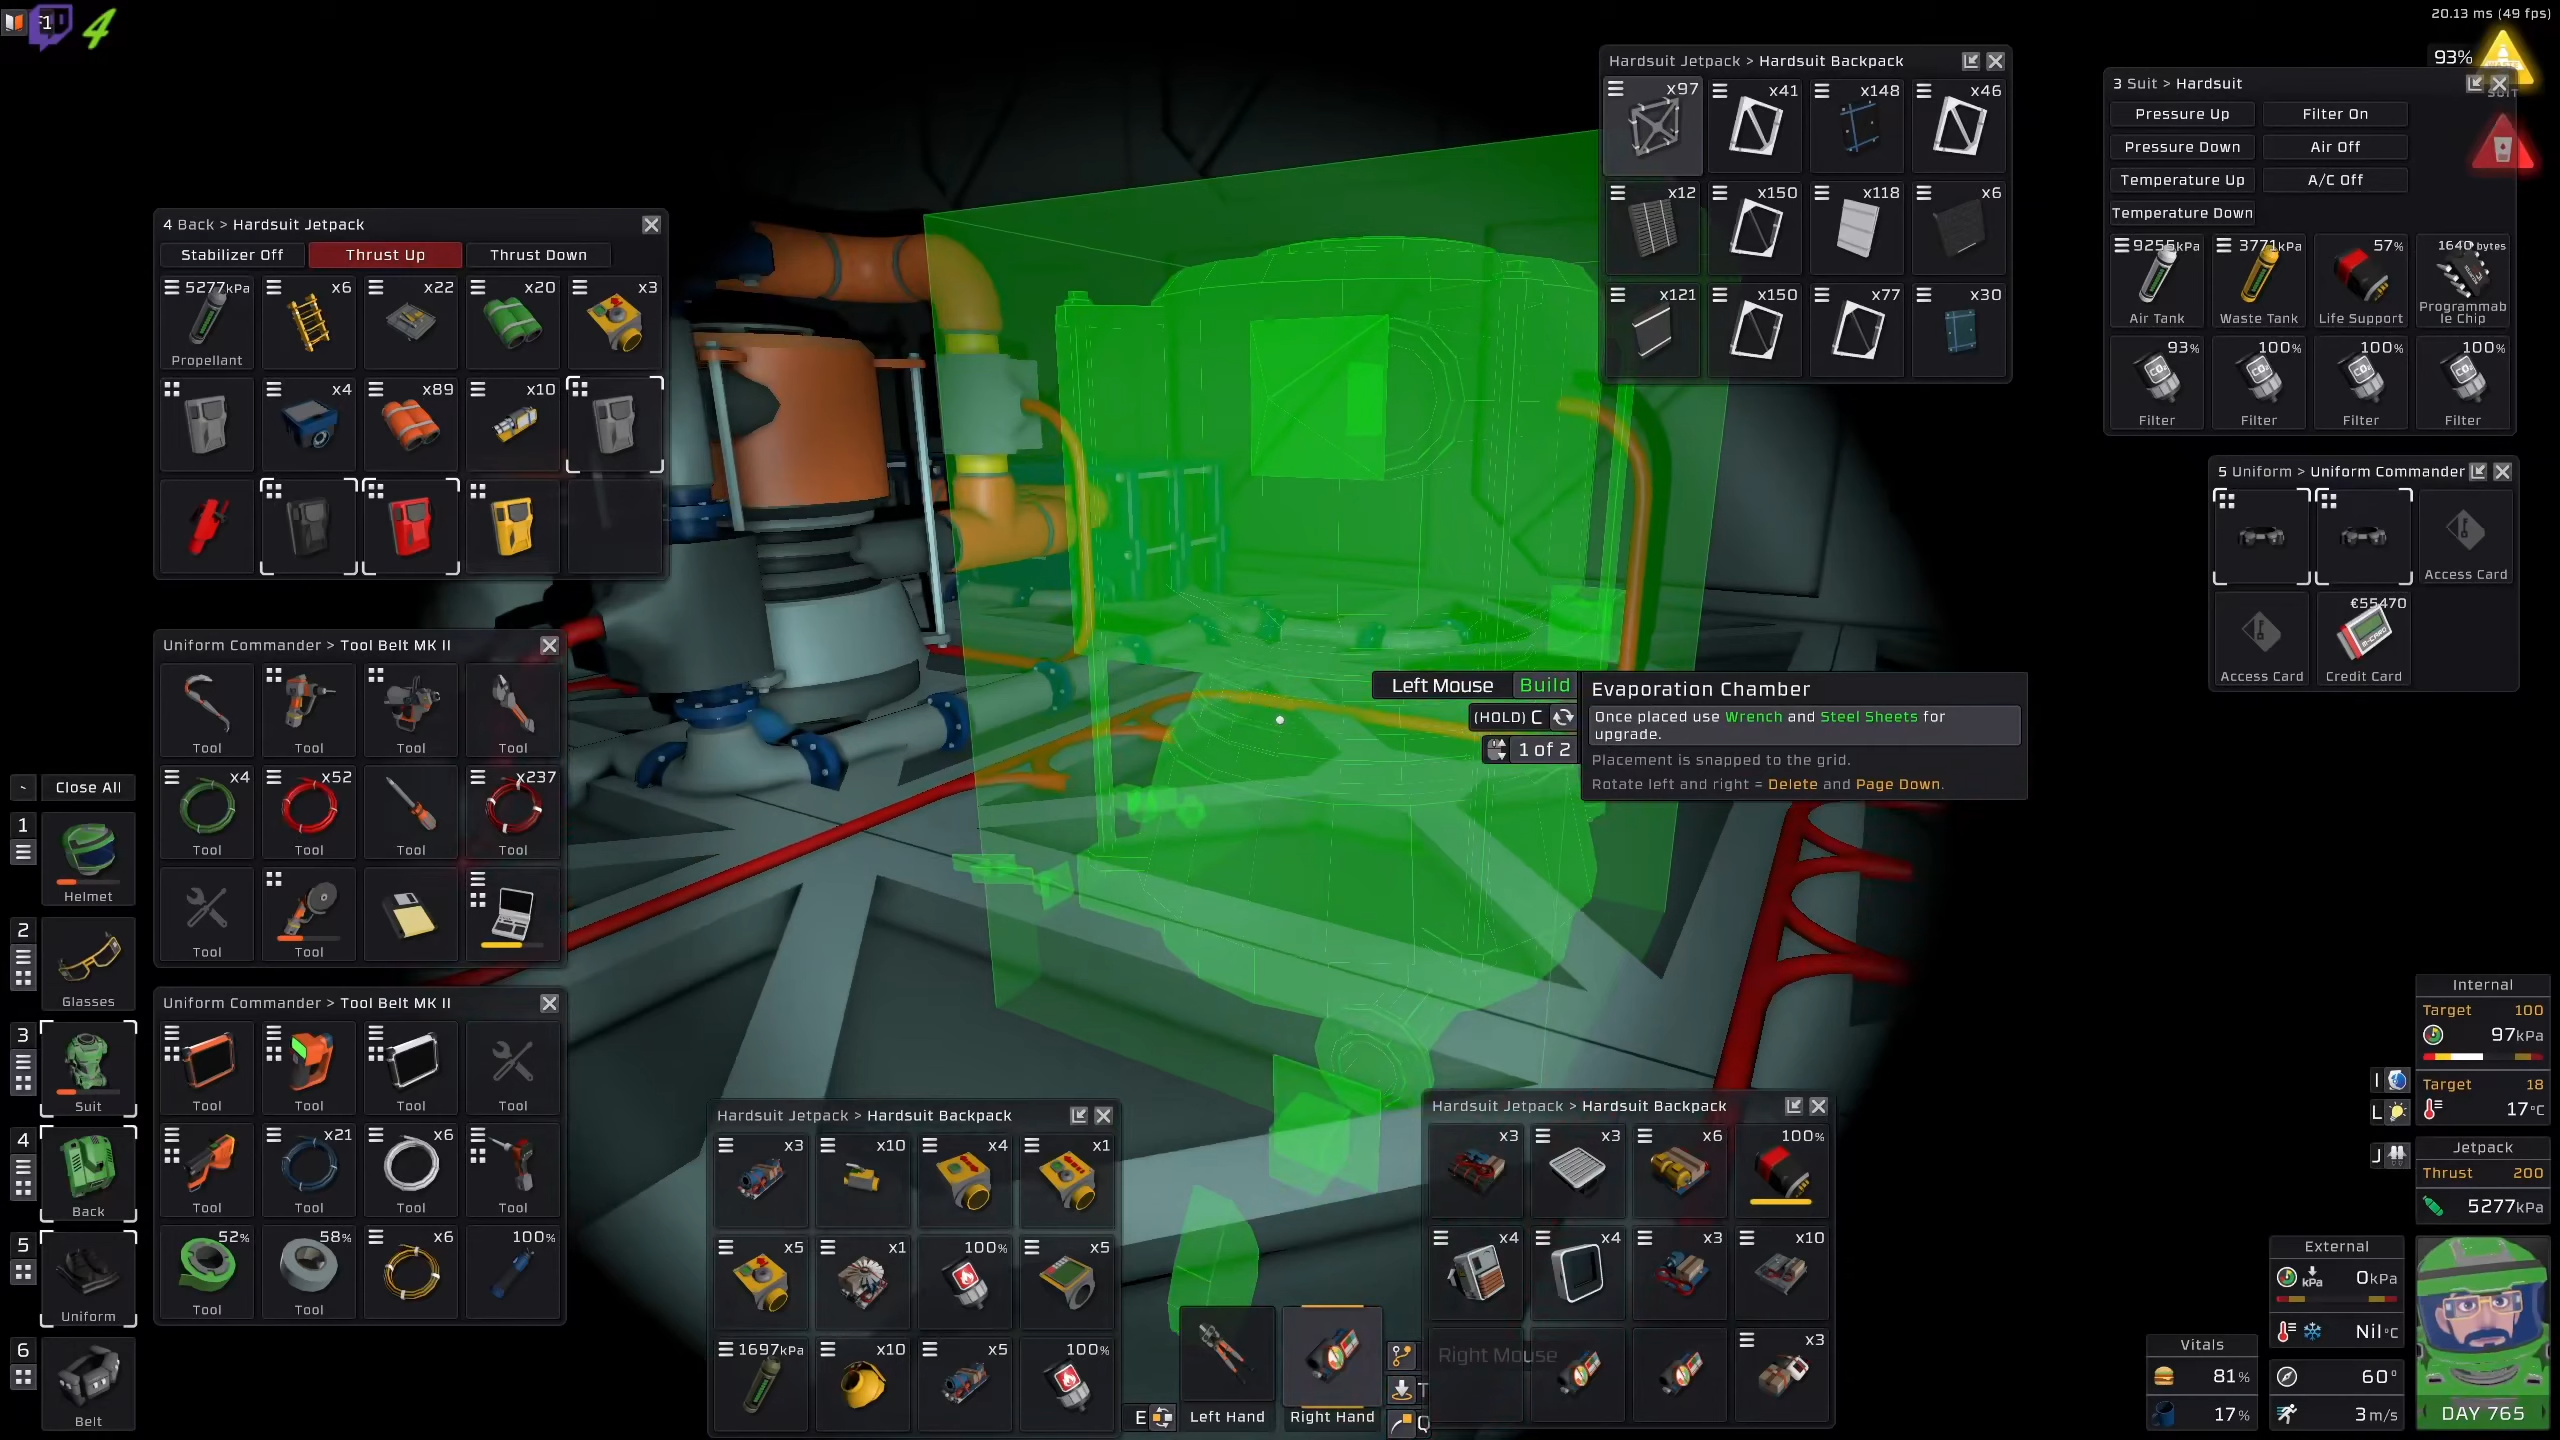 F1
4
20.13 ms (49 fps)
93%
3 Suit > Hardsuit
Pressure Up
Filter On
Pressure Down
Air Off
Temperature Up
A/C Off
Temperature Down
9255kPa
3771kPa
57%
1640 bytes
Air Tank
Waste Tank
Life Support
Programmab
le Chip
93%
100%
100%
100%
Filter
Filter
Filter
Filter
Hardsuit Jetpack > Hardsuit Backpack
x97
x41
x148
x46
x12
x150
x118
x6
x121
x150
x77
x30
4 Back > Hardsuit Jetpack
Stabilizer Off
Thrust Up
Thrust Down
5277kPa
x6
x22
x20
x3
Propellant
x4
x89
x10
5 Uniform > Uniform Commander
Access Card
€55470
Access Card
Credit Card
Uniform Commander > Tool Belt MK II
Tool
Tool
Tool
Tool
x4
x52
x237
Tool
Tool
Tool
Tool
Tool
Tool
Left Mouse
Build
(HOLD) C
1 of 2
Evaporation Chamber
Once placed use Wrench and Steel Sheets for
upgrade.
Placement is snapped to the grid.
Rotate left and right = Delete and Page Down.
~
Close All
1
Helmet
2
Glasses
3
Suit
4
Back
5
Uniform
6
Belt
Uniform Commander > Tool Belt MK II
Tool
Tool
Tool
Tool
x21
x6
Tool
Tool
Tool
Tool
52%
58%
x6
100%
Tool
Tool
Tool
Tool
Hardsuit Jetpack > Hardsuit Backpack
x3
x10
x4
x1
x5
x1
100%
x5
1697kPa
x10
x5
100%
Hardsuit Jetpack > Hardsuit Backpack
x3
x3
x6
100%
x4
x4
x3
x10
Right Mouse
x3
E
Left Hand
Right Hand
T
Q
Internal
Target 100
97kPa
Target 18
17°C
I
L
J
Jetpack
Thrust 200
5277kPa
External
kPa
0kPa
Nil°C
Vitals
81%
60°
17%
3m/s
DAY 765